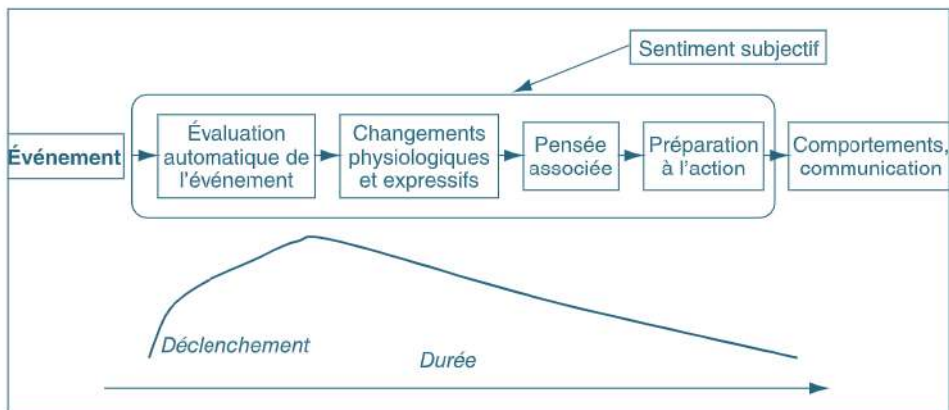 Sentiment subjectif
Événement
Évaluation
automatique de
l'événement
Changements
physiologiques
et expressifs
Pensée
associée
Préparation
à l'action
Comportements,
communication
Déclenchement
Durée